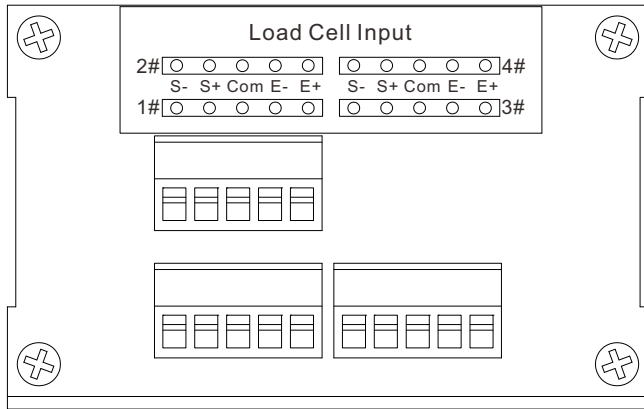 Load Cell Input
2# 4#
S- S+ Com E- E+ S- S+ Com E- E+
1# 3#